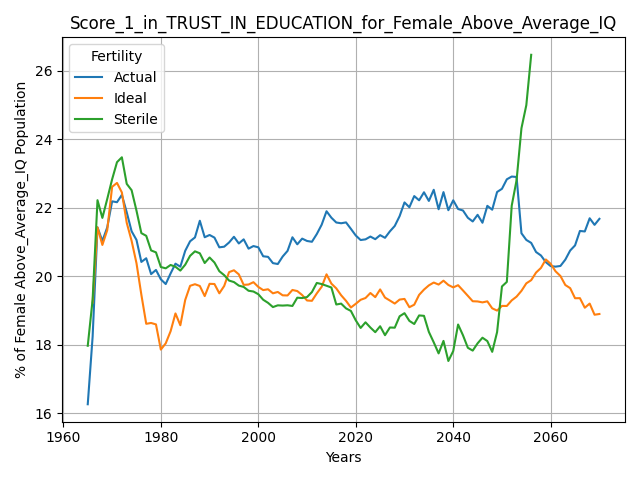 Score_1_in_TRUST_IN_EDUCATION_for_Female_Above_Average_IQ
Fertility
Actual
Ideal
Sterile
% of Female Above_Average_IQ Population
26
24
22
20
18
16
1960
1980
2000
2020
2040
2060
Years